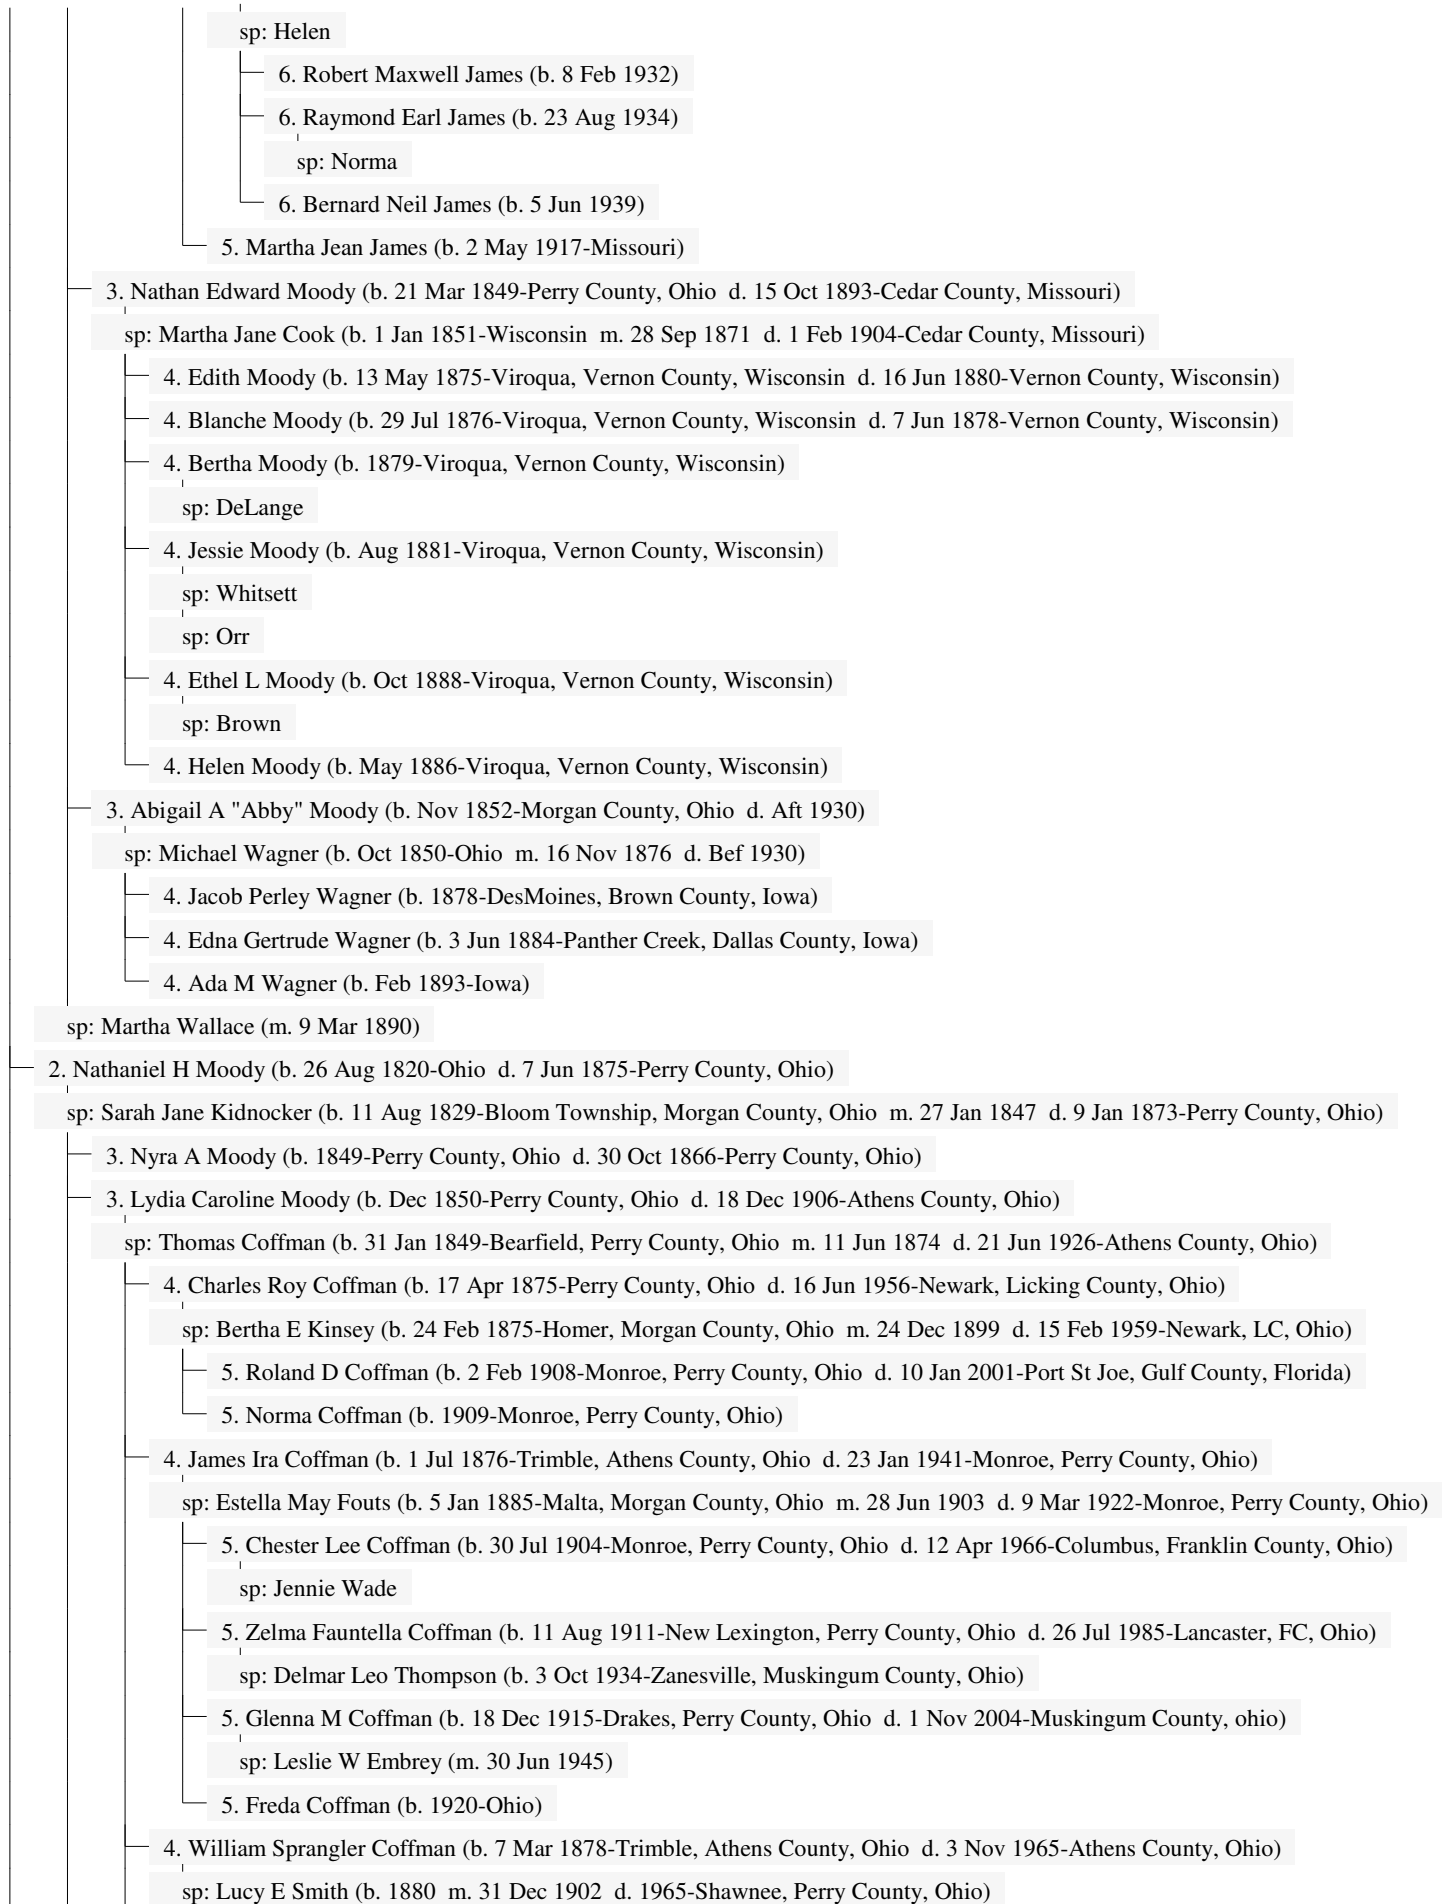 sp: Helen
6. Robert Maxwell James (b. 8 Feb 1932)
6. Raymond Earl James (b. 23 Aug 1934)
sp: Norma
6. Bernard Neil James (b. 5 Jun 1939)
5. Martha Jean James (b. 2 May 1917-Missouri)
3. Nathan Edward Moody (b. 21 Mar 1849-Perry County, Ohio d. 15 Oct 1893-Cedar County, Missouri)
sp: Martha Jane Cook (b. 1 Jan 1851-Wisconsin m. 28 Sep 1871 d. 1 Feb 1904-Cedar County, Missouri)
4. Edith Moody (b. 13 May 1875-Viroqua, Vernon County, Wisconsin d. 16 Jun 1880-Vernon County, Wisconsin)
4. Blanche Moody (b. 29 Jul 1876-Viroqua, Vernon County, Wisconsin d. 7 Jun 1878-Vernon County, Wisconsin)
4. Bertha Moody (b. 1879-Viroqua, Vernon County, Wisconsin)
sp: DeLange
4. Jessie Moody (b. Aug 1881-Viroqua, Vernon County, Wisconsin)
sp: Whitsett
sp: Orr
4. Ethel L Moody (b. Oct 1888-Viroqua, Vernon County, Wisconsin)
sp: Brown
4. Helen Moody (b. May 1886-Viroqua, Vernon County, Wisconsin)
3. Abigail A "Abby" Moody (b. Nov 1852-Morgan County, Ohio d. Aft 1930)
sp: Michael Wagner (b. Oct 1850-Ohio m. 16 Nov 1876 d. Bef 1930)
4. Jacob Perley Wagner (b. 1878-DesMoines, Brown County, Iowa)
4. Edna Gertrude Wagner (b. 3 Jun 1884-Panther Creek, Dallas County, Iowa)
4. Ada M Wagner (b. Feb 1893-Iowa)
sp: Martha Wallace (m. 9 Mar 1890)
2. Nathaniel H Moody (b. 26 Aug 1820-Ohio d. 7 Jun 1875-Perry County, Ohio)
sp: Sarah Jane Kidnocker (b. 11 Aug 1829-Bloom Township, Morgan County, Ohio m. 27 Jan 1847 d. 9 Jan 1873-Perry County, Ohio)
3. Nyra A Moody (b. 1849-Perry County, Ohio d. 30 Oct 1866-Perry County, Ohio)
3. Lydia Caroline Moody (b. Dec 1850-Perry County, Ohio d. 18 Dec 1906-Athens County, Ohio)
sp: Thomas Coffman (b. 31 Jan 1849-Bearfield, Perry County, Ohio m. 11 Jun 1874 d. 21 Jun 1926-Athens County, Ohio)
4. Charles Roy Coffman (b. 17 Apr 1875-Perry County, Ohio d. 16 Jun 1956-Newark, Licking County, Ohio)
sp: Bertha E Kinsey (b. 24 Feb 1875-Homer, Morgan County, Ohio m. 24 Dec 1899 d. 15 Feb 1959-Newark, LC, Ohio)
5. Roland D Coffman (b. 2 Feb 1908-Monroe, Perry County, Ohio d. 10 Jan 2001-Port St Joe, Gulf County, Florida)
5. Norma Coffman (b. 1909-Monroe, Perry County, Ohio)
4. James Ira Coffman (b. 1 Jul 1876-Trimble, Athens County, Ohio d. 23 Jan 1941-Monroe, Perry County, Ohio)
sp: Estella May Fouts (b. 5 Jan 1885-Malta, Morgan County, Ohio m. 28 Jun 1903 d. 9 Mar 1922-Monroe, Perry County, Ohio)
5. Chester Lee Coffman (b. 30 Jul 1904-Monroe, Perry County, Ohio d. 12 Apr 1966-Columbus, Franklin County, Ohio)
sp: Jennie Wade
5. Zelma Fauntella Coffman (b. 11 Aug 1911-New Lexington, Perry County, Ohio d. 26 Jul 1985-Lancaster, FC, Ohio)
sp: Delmar Leo Thompson (b. 3 Oct 1934-Zanesville, Muskingum County, Ohio)
5. Glenna M Coffman (b. 18 Dec 1915-Drakes, Perry County, Ohio d. 1 Nov 2004-Muskingum County, ohio)
sp: Leslie W Embrey (m. 30 Jun 1945)
5. Freda Coffman (b. 1920-Ohio)
4. William Sprangler Coffman (b. 7 Mar 1878-Trimble, Athens County, Ohio d. 3 Nov 1965-Athens County, Ohio)
sp: Lucy E Smith (b. 1880 m. 31 Dec 1902 d. 1965-Shawnee, Perry County, Ohio)